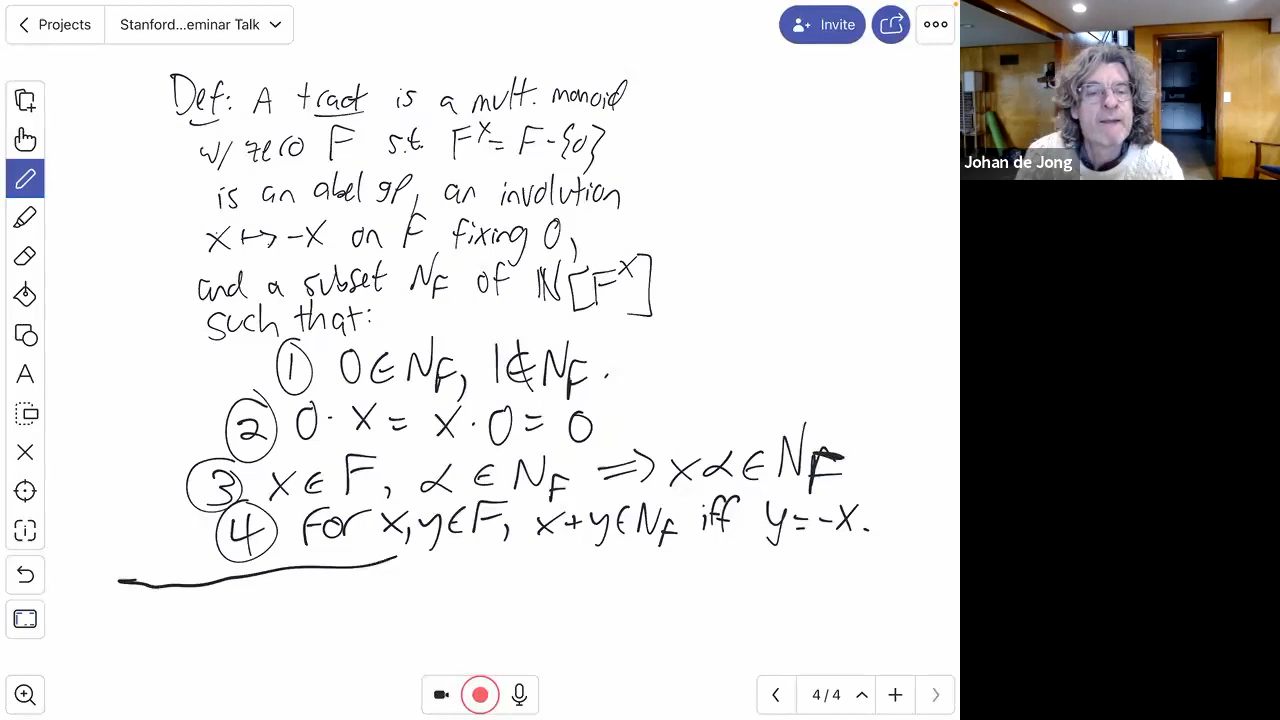 Projects
Stanford...eminar Talk
Invite
Def: A tract is a mult. monoid
w/ zero F s.t. F^x = F-{0}
is an abel gp, an involution
x ↦ -x on F fixing 0,
and a subset N_F of ℕ[F^x]
such that:
① 0 ∈ N_F, 1 ∉ N_F.
② 0 · x = x · 0 = 0
③ x ∈ F, α ∈ N_F ⟹ xα ∈ N_F
④ For x,y ∈ F, x+y ∈ N_F iff y = -x.
Johan de Jong
4/4